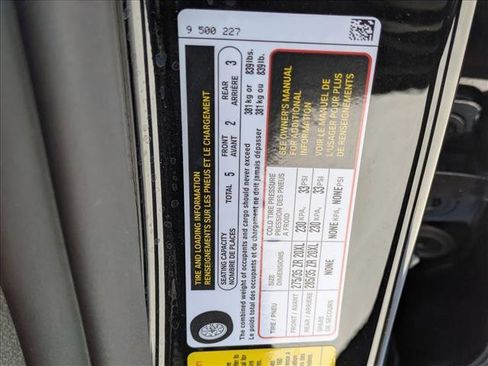 9 500 227
TIRE AND LOADING INFORMATION
RENSEIGNEMENTS SUR LES PNEUS ET LE CHARGEMENT
SEATING CAPACITY TOTAL 5 FRONT 2 REAR 3
NOMBRE DE PLACES AVANT ARRIÈRE
The combined weight of occupants and cargo should never exceed 381 kg or 839 lbs.
Le poids total des occupants et du chargement ne doit jamais dépasser 381 kg ou 839 lb.
TIRE / PNEU SIZE COLD TIRE PRESSURE
DIMENSIONS PRESSION DES PNEUS
A FROID
FRONT / AVANT 275/35 ZR 20XL 230 KPA, 33 PSI
REAR / ARRIERE 285/35 ZR 20XL 230 KPA, 33 PSI
SPARE NONE NONE KPA, NONE PSI
DE SECOURS
SEE OWNER'S MANUAL
FOR ADDITIONAL
INFORMATION
VOIR LE MANUEL DE
L'USAGER POUR PLUS
DE RENSEIGNEMENTS